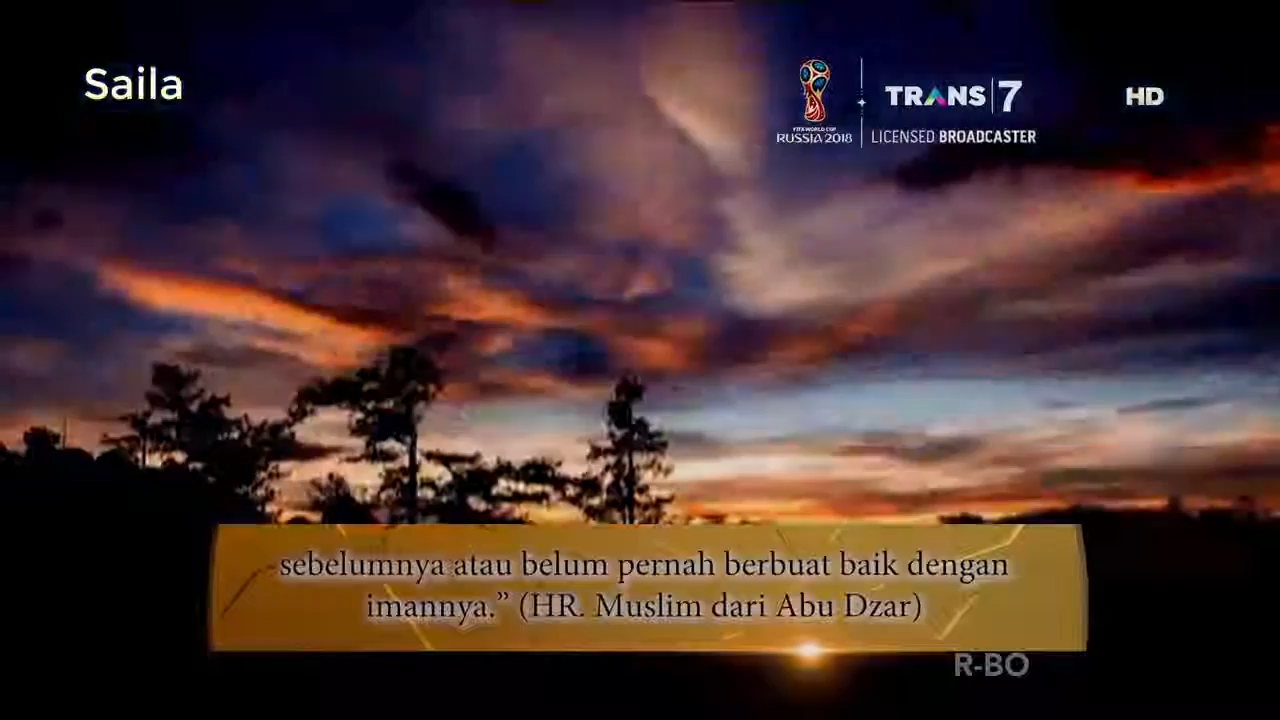 Saila
FIFA WORLD CUP
RUSSIA 2018
TRANS|7
LICENSED BROADCASTER
HD
sebelumnya atau belum pernah berbuat baik dengan
imannya.” (HR. Muslim dari Abu Dzar)
R-BO